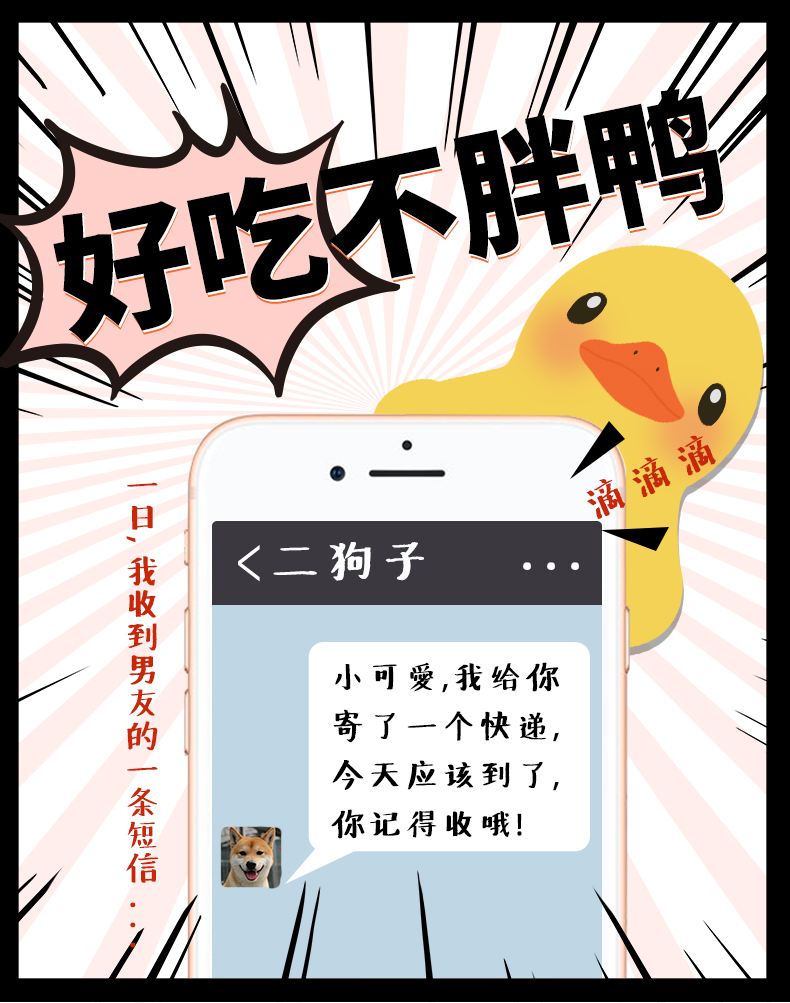 好吃不胖鸭
滴滴滴
一日,我收到男友的一条短信...
<二狗子 ...
小可愛,我给你
寄了一个快递,
今天应该到了,
你记得收哦!